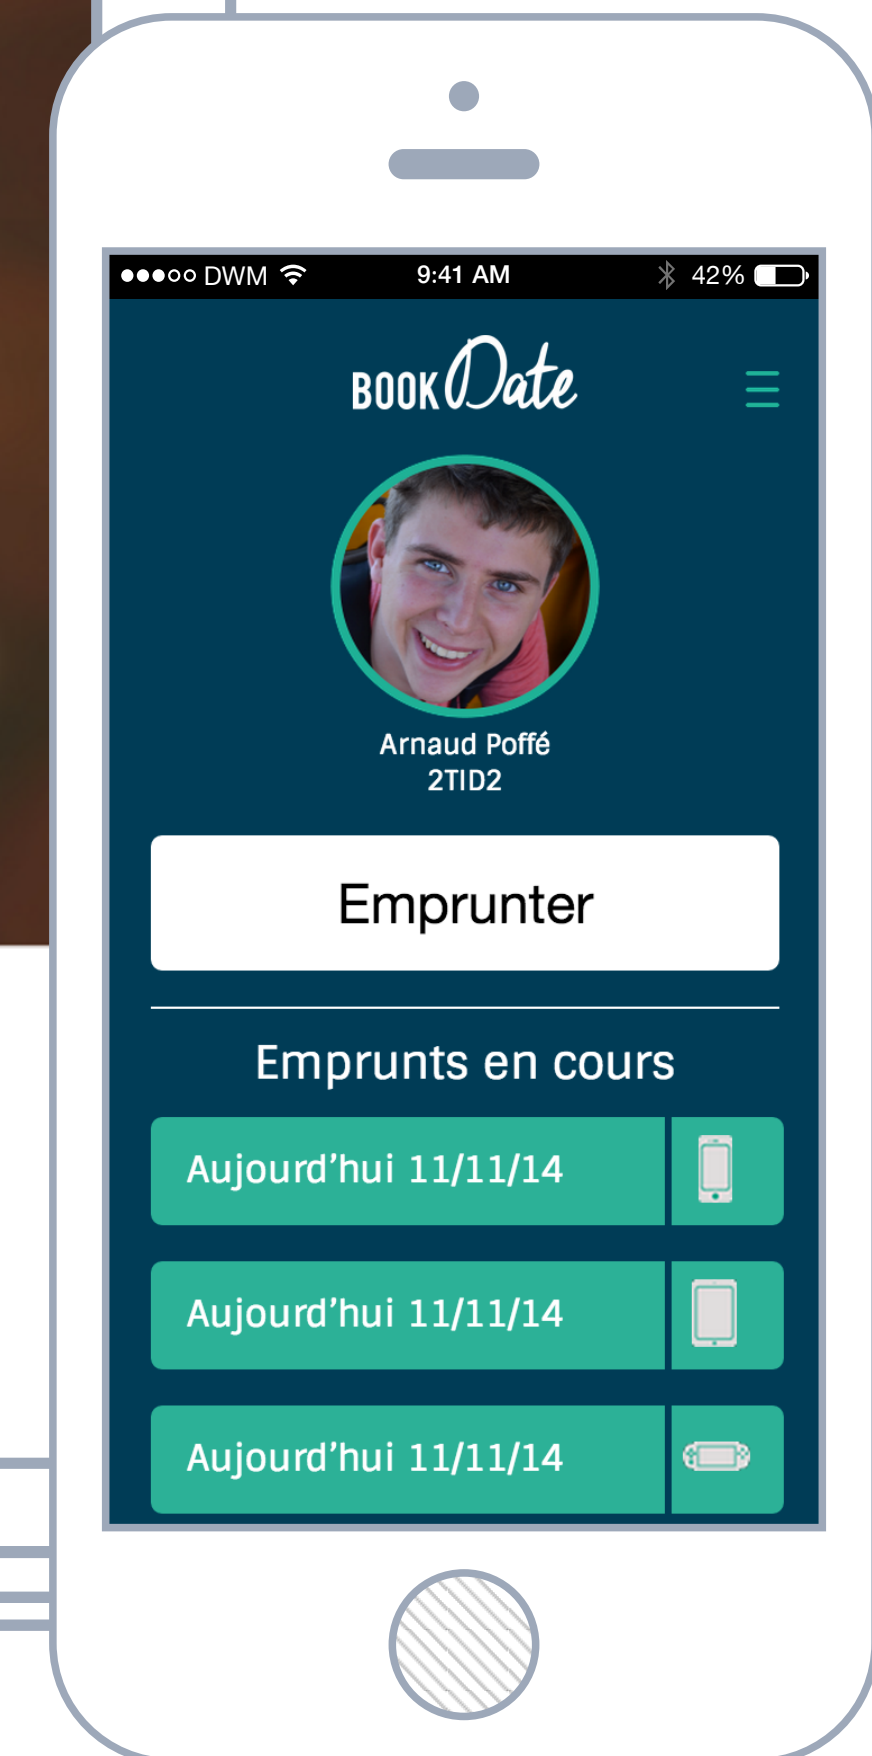 DWM 9:41 AM 42%
BOOK Date
Arnaud Poffé
2TID2
Emprunter
Emprunts en cours
Aujourd’hui 11/11/14
Aujourd’hui 11/11/14
Aujourd’hui 11/11/14